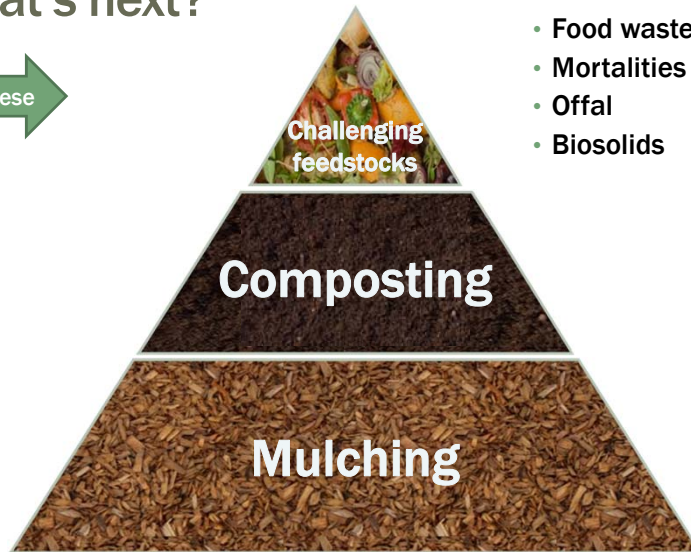 at's next?
ese
• Food waste
• Mortalities
• Offal
• Biosolids
Challenging
feedstocks
Composting
Mulching